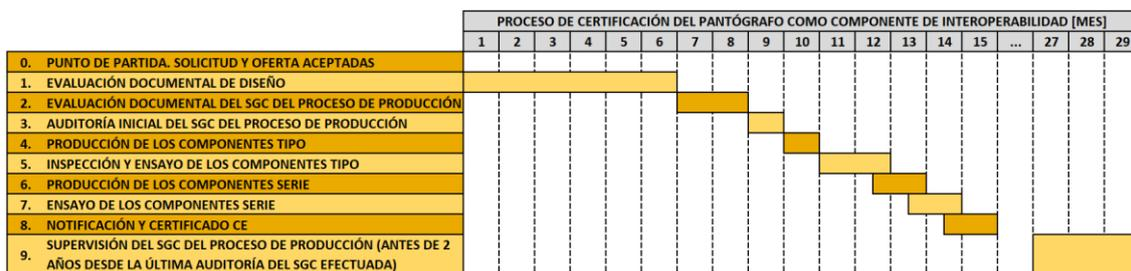 PROCESO DE CERTIFICACIÓN DEL PANTÓGRAFO COMO COMPONENTE DE INTEROPERABILIDAD [MES]
1 2 3 4 5 6 7 8 9 10 11 12 13 14 15 ... 27 28 29
0. PUNTO DE PARTIDA. SOLICITUD Y OFERTA ACEPTADAS
1. EVALUACIÓN DOCUMENTAL DE DISEÑO
2. EVALUACIÓN DOCUMENTAL DEL SGC DEL PROCESO DE PRODUCCIÓN
3. AUDITORÍA INICIAL DEL SGC DEL PROCESO DE PRODUCCIÓN
4. PRODUCCIÓN DE LOS COMPONENTES TIPO
5. INSPECCIÓN Y ENSAYO DE LOS COMPONENTES TIPO
6. PRODUCCIÓN DE LOS COMPONENTES SERIE
7. ENSAYO DE LOS COMPONENTES SERIE
8. NOTIFICACIÓN Y CERTIFICADO CE
9. SUPERVISIÓN DEL SGC DEL PROCESO DE PRODUCCIÓN (ANTES DE 2
AÑOS DESDE LA ÚLTIMA AUDITORÍA DEL SGC EFECTUADA)